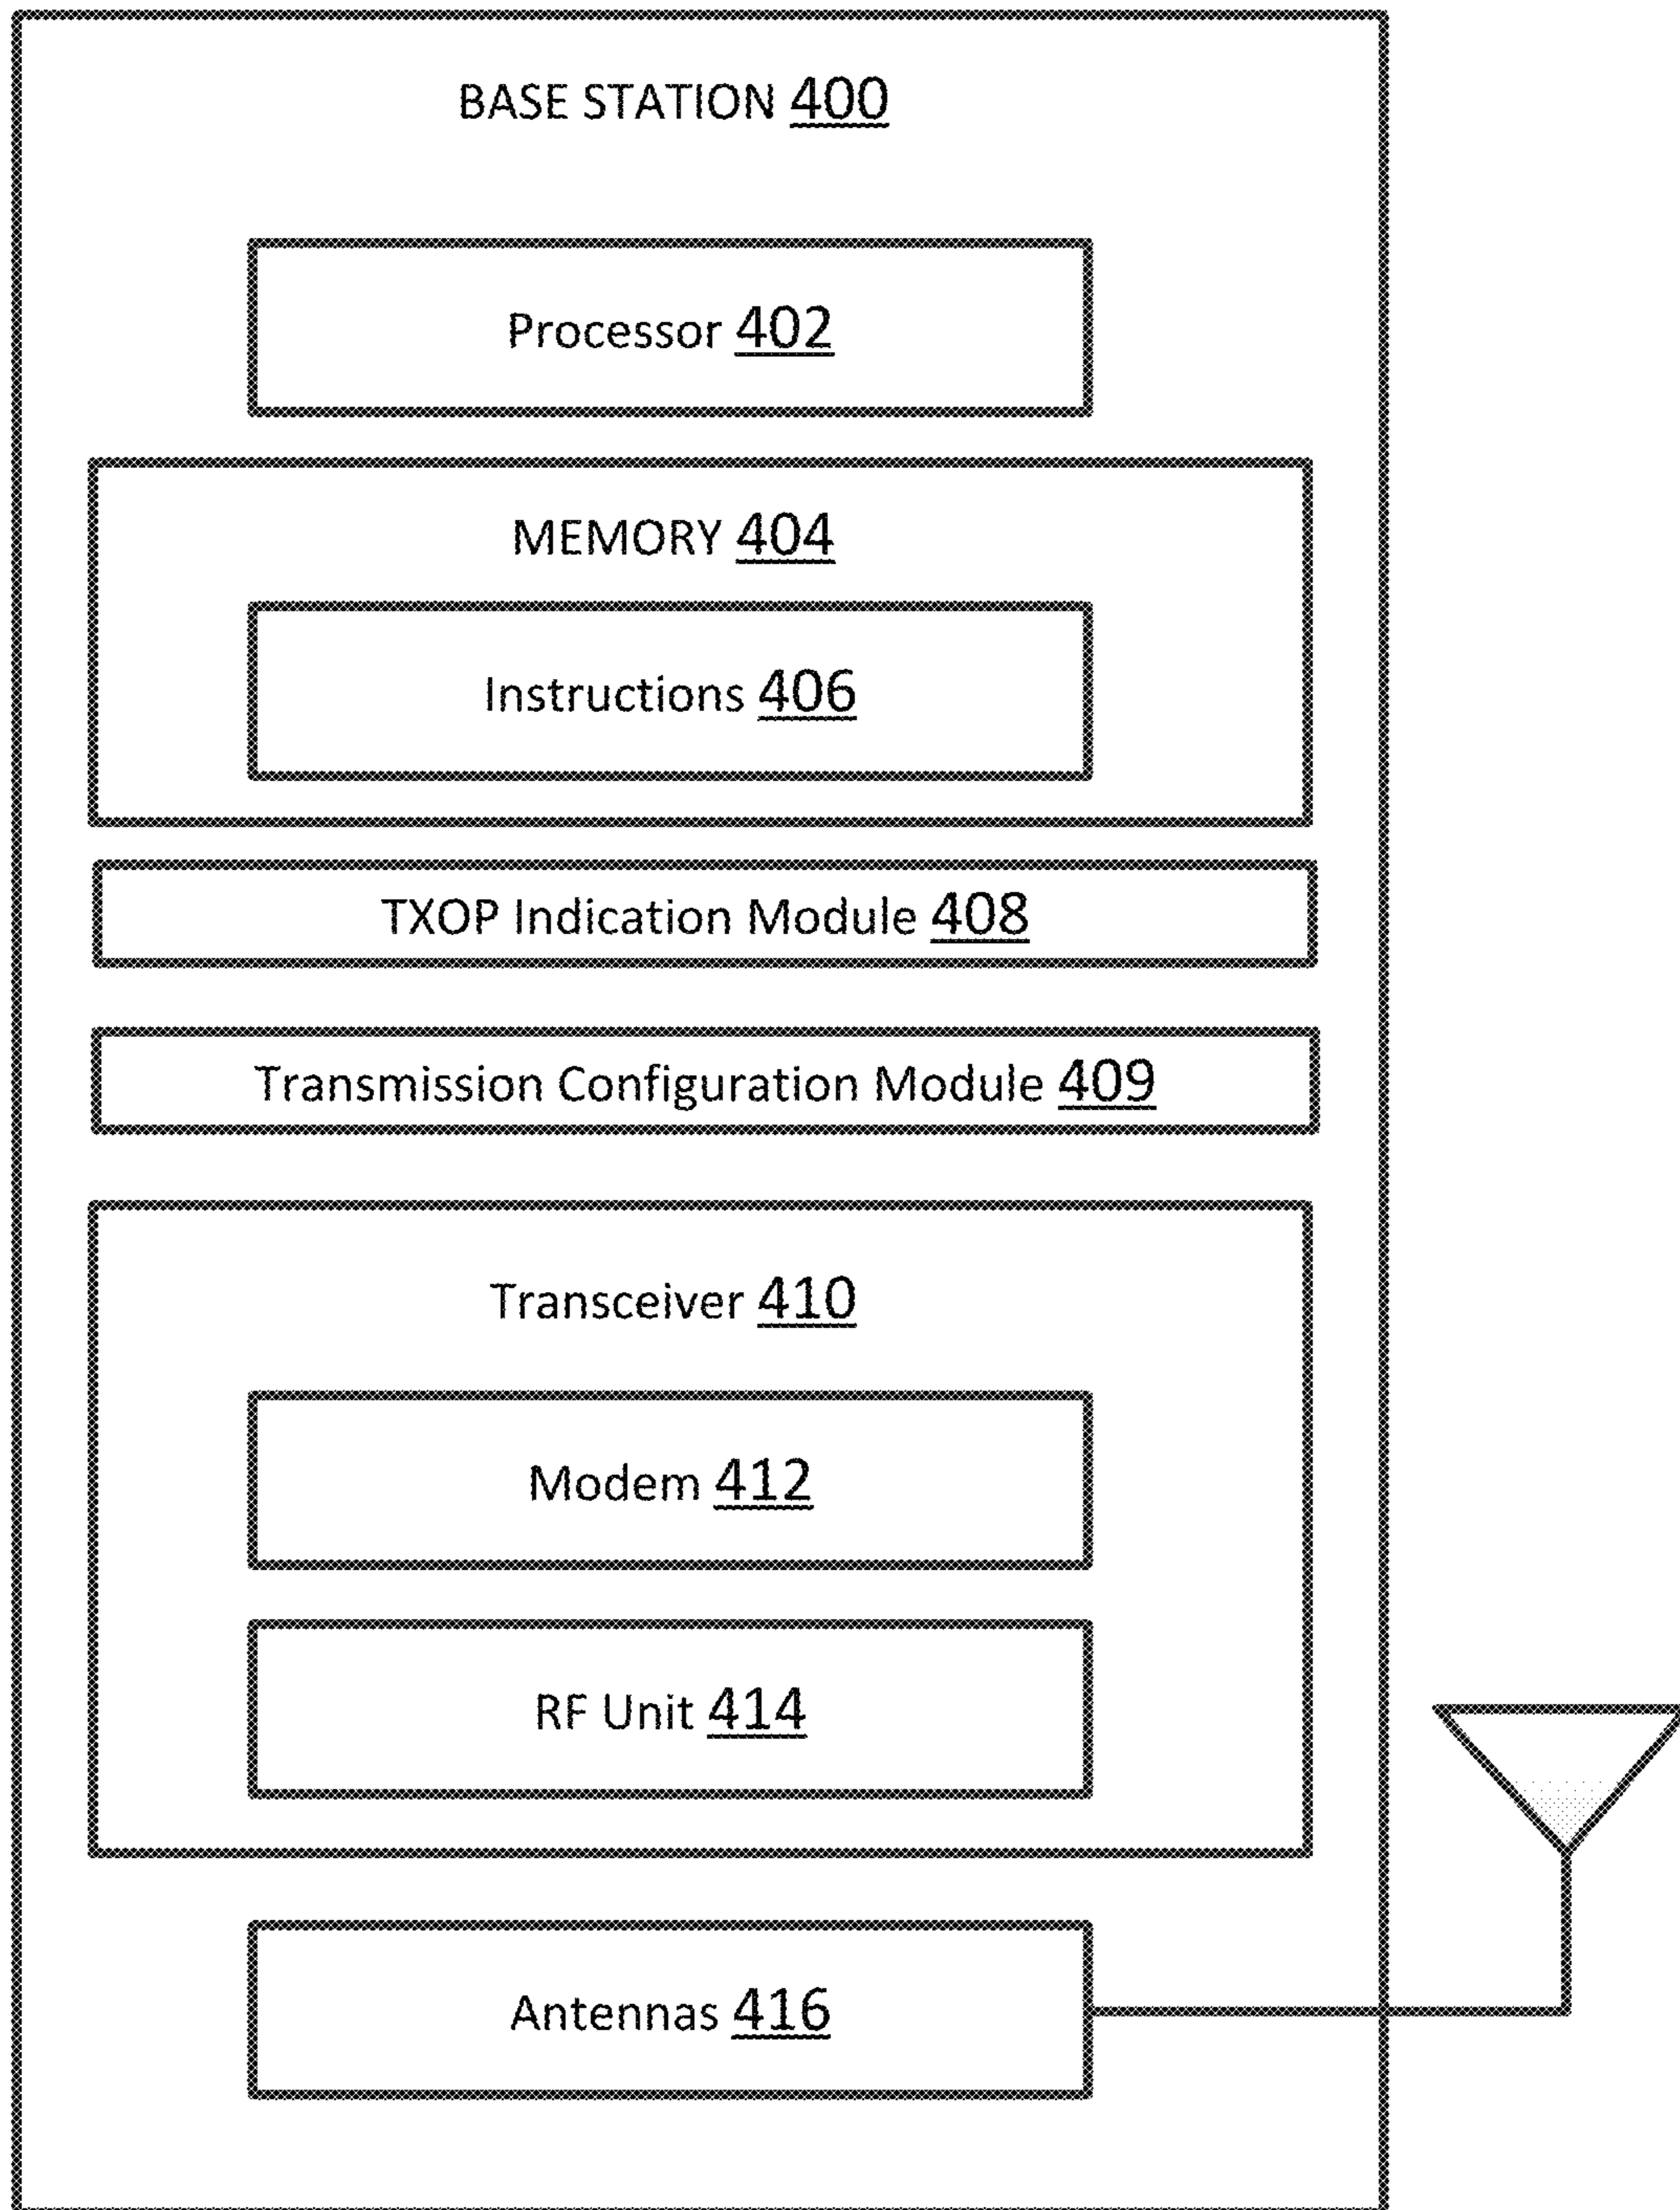 BASE STATION 400
Processor 402
MEMORY 404
Instructions 406
TXOP Indication Module 408
Transmission Configuration Module 409
Transceiver 410
Modem 412
RF Unit 414
Antennas 416